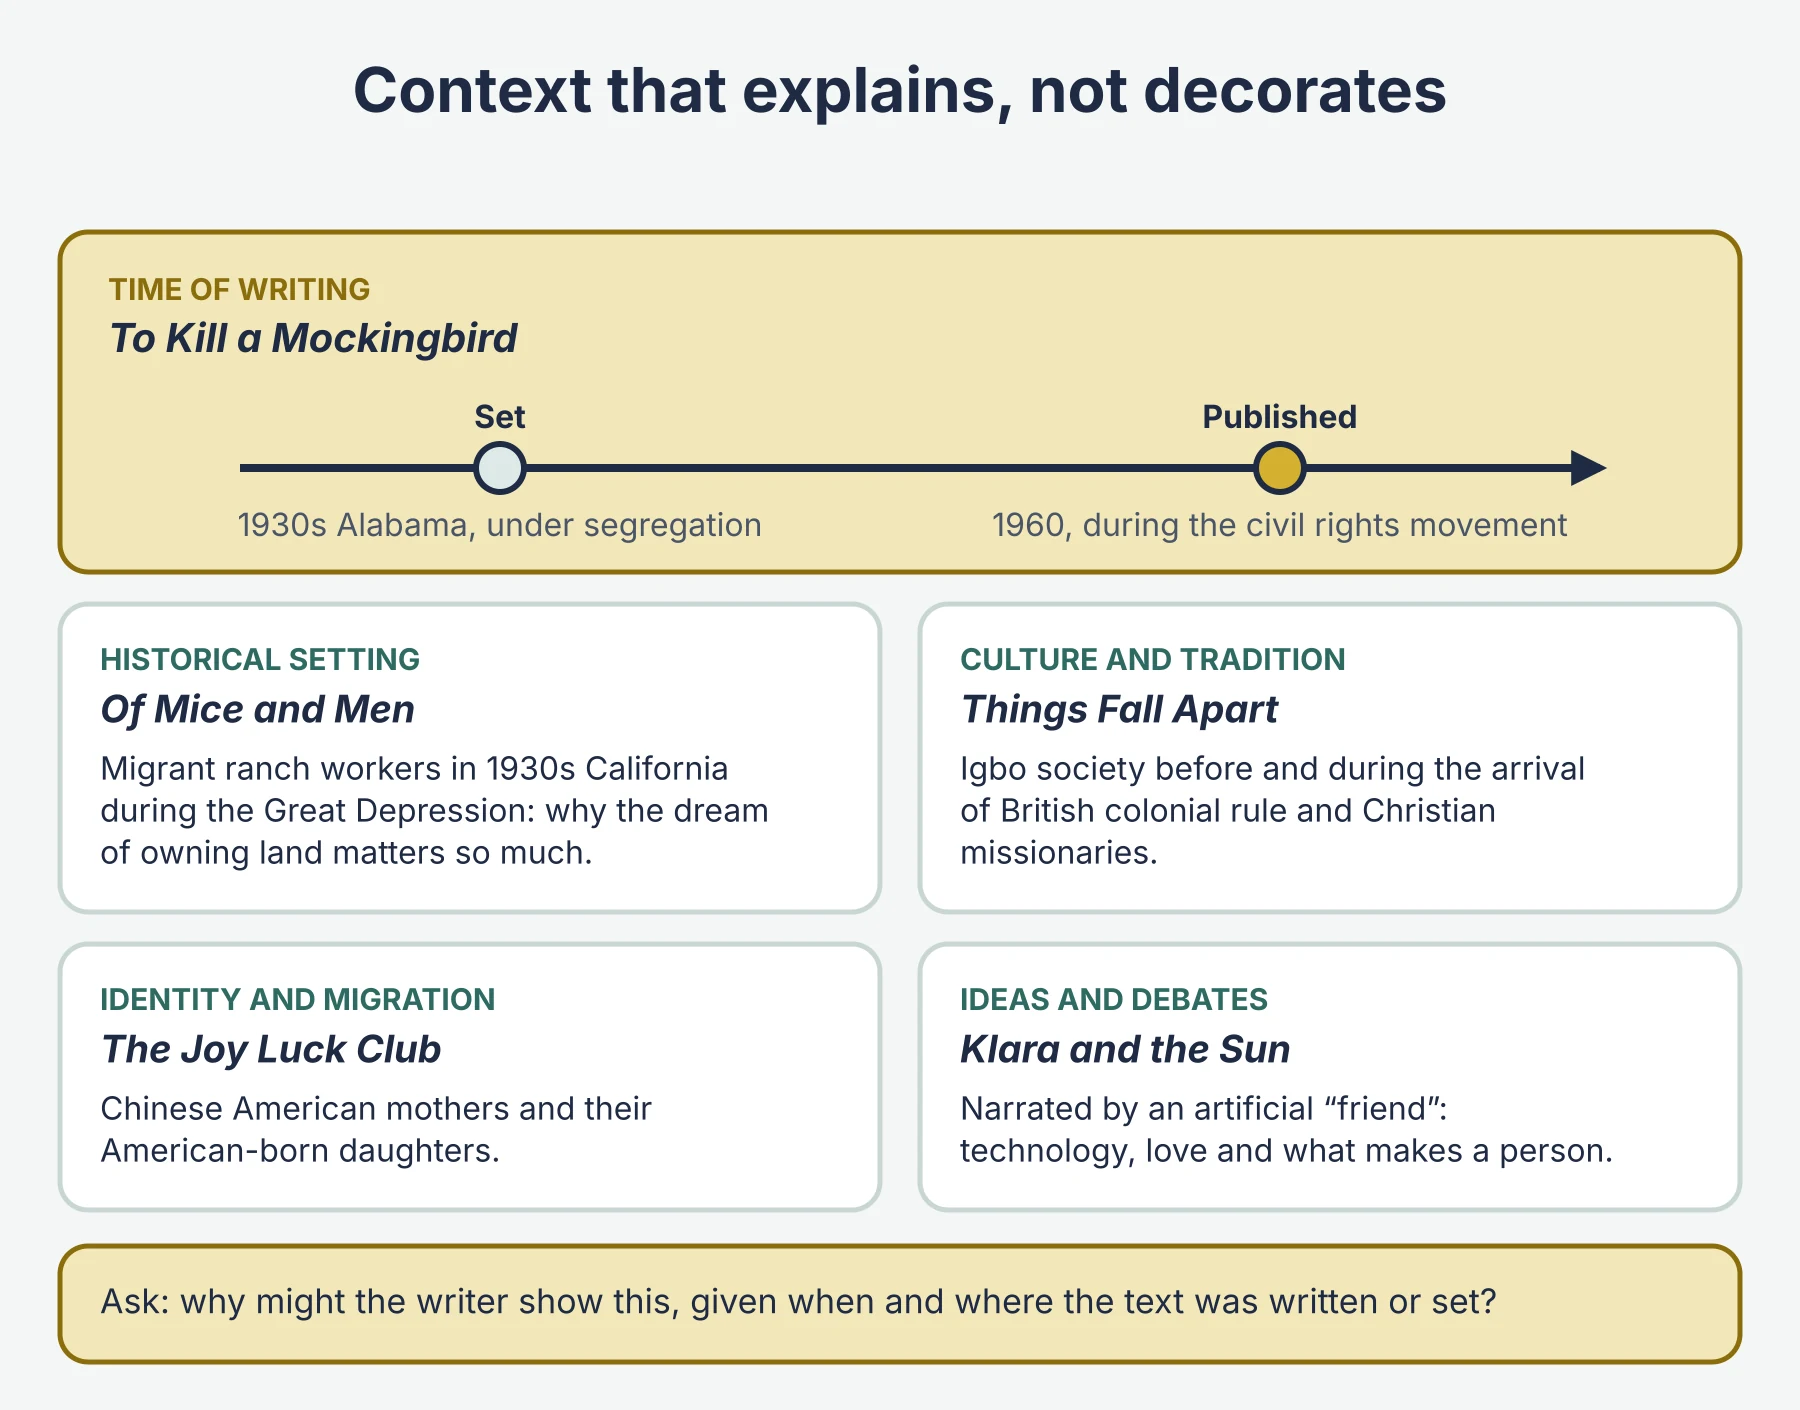 Context that explains, not decorates
TIME OF WRITING
To Kill a Mockingbird
Set
Published
1930s Alabama, under segregation
1960, during the civil rights movement
HISTORICAL SETTING
Of Mice and Men
Migrant ranch workers in 1930s California
during the Great Depression: why the dream
of owning land matters so much.
CULTURE AND TRADITION
Things Fall Apart
Igbo society before and during the arrival
of British colonial rule and Christian
missionaries.
IDENTITY AND MIGRATION
The Joy Luck Club
Chinese American mothers and their
American-born daughters.
IDEAS AND DEBATES
Klara and the Sun
Narrated by an artificial “friend”:
technology, love and what makes a person.
Ask: why might the writer show this, given when and where the text was written or set?